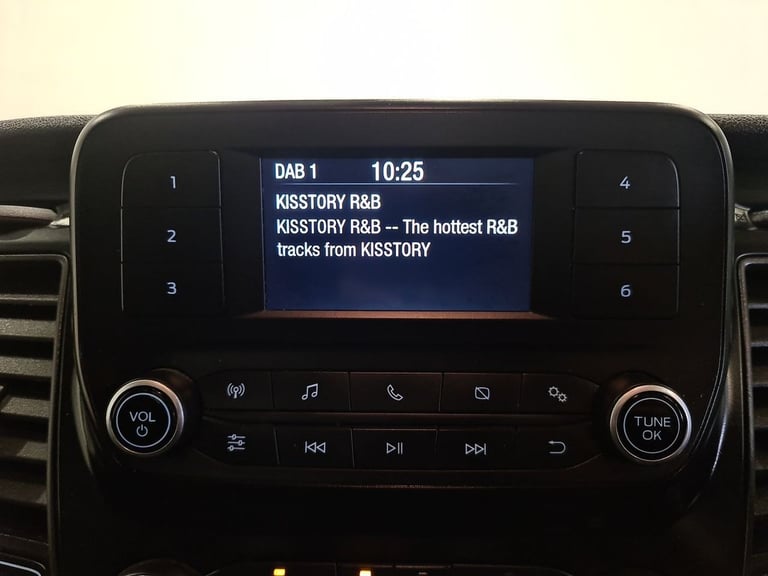 DAB 1 10:25
KISSTORY R&B
KISSTORY R&B -- The hottest R&B
tracks from KISSTORY
1
2
3
4
5
6
VOL
TUNE
OK